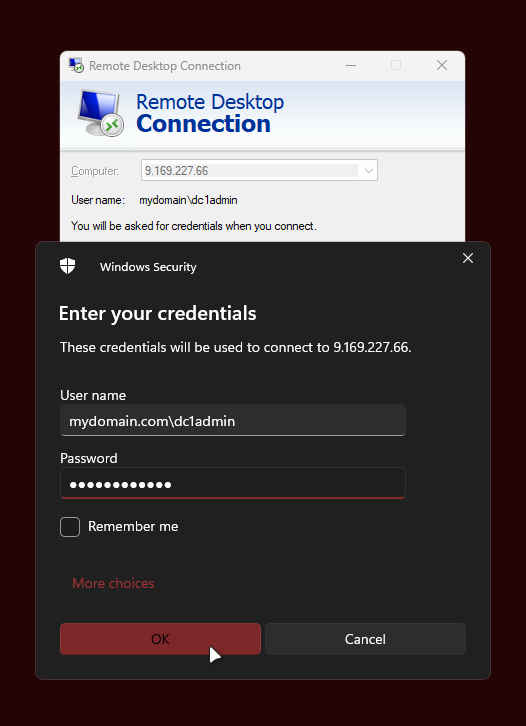 Remote Desktop Connection
Remote Desktop
Connection
Computer:
9.169.227.66
User name:
mydomain\dc1admin
You will be asked for credentials when you connect.
Windows Security
Enter your credentials
These credentials will be used to connect to 9.169.227.66.
User name
mydomain.com\dc1admin
Password
●●●●●●●●●●●●
Remember me
More choices
OK
Cancel